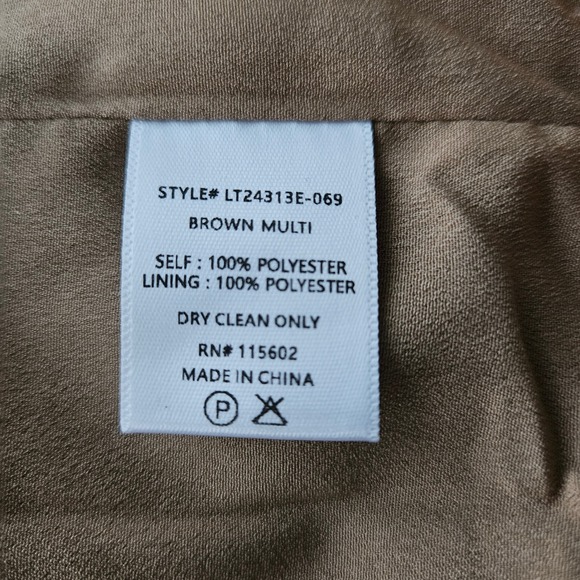 STYLE# LT24313E-069
BROWN MULTI
SELF : 100% POLYESTER
LINING : 100% POLYESTER
DRY CLEAN ONLY
RN# 115602
MADE IN CHINA
P